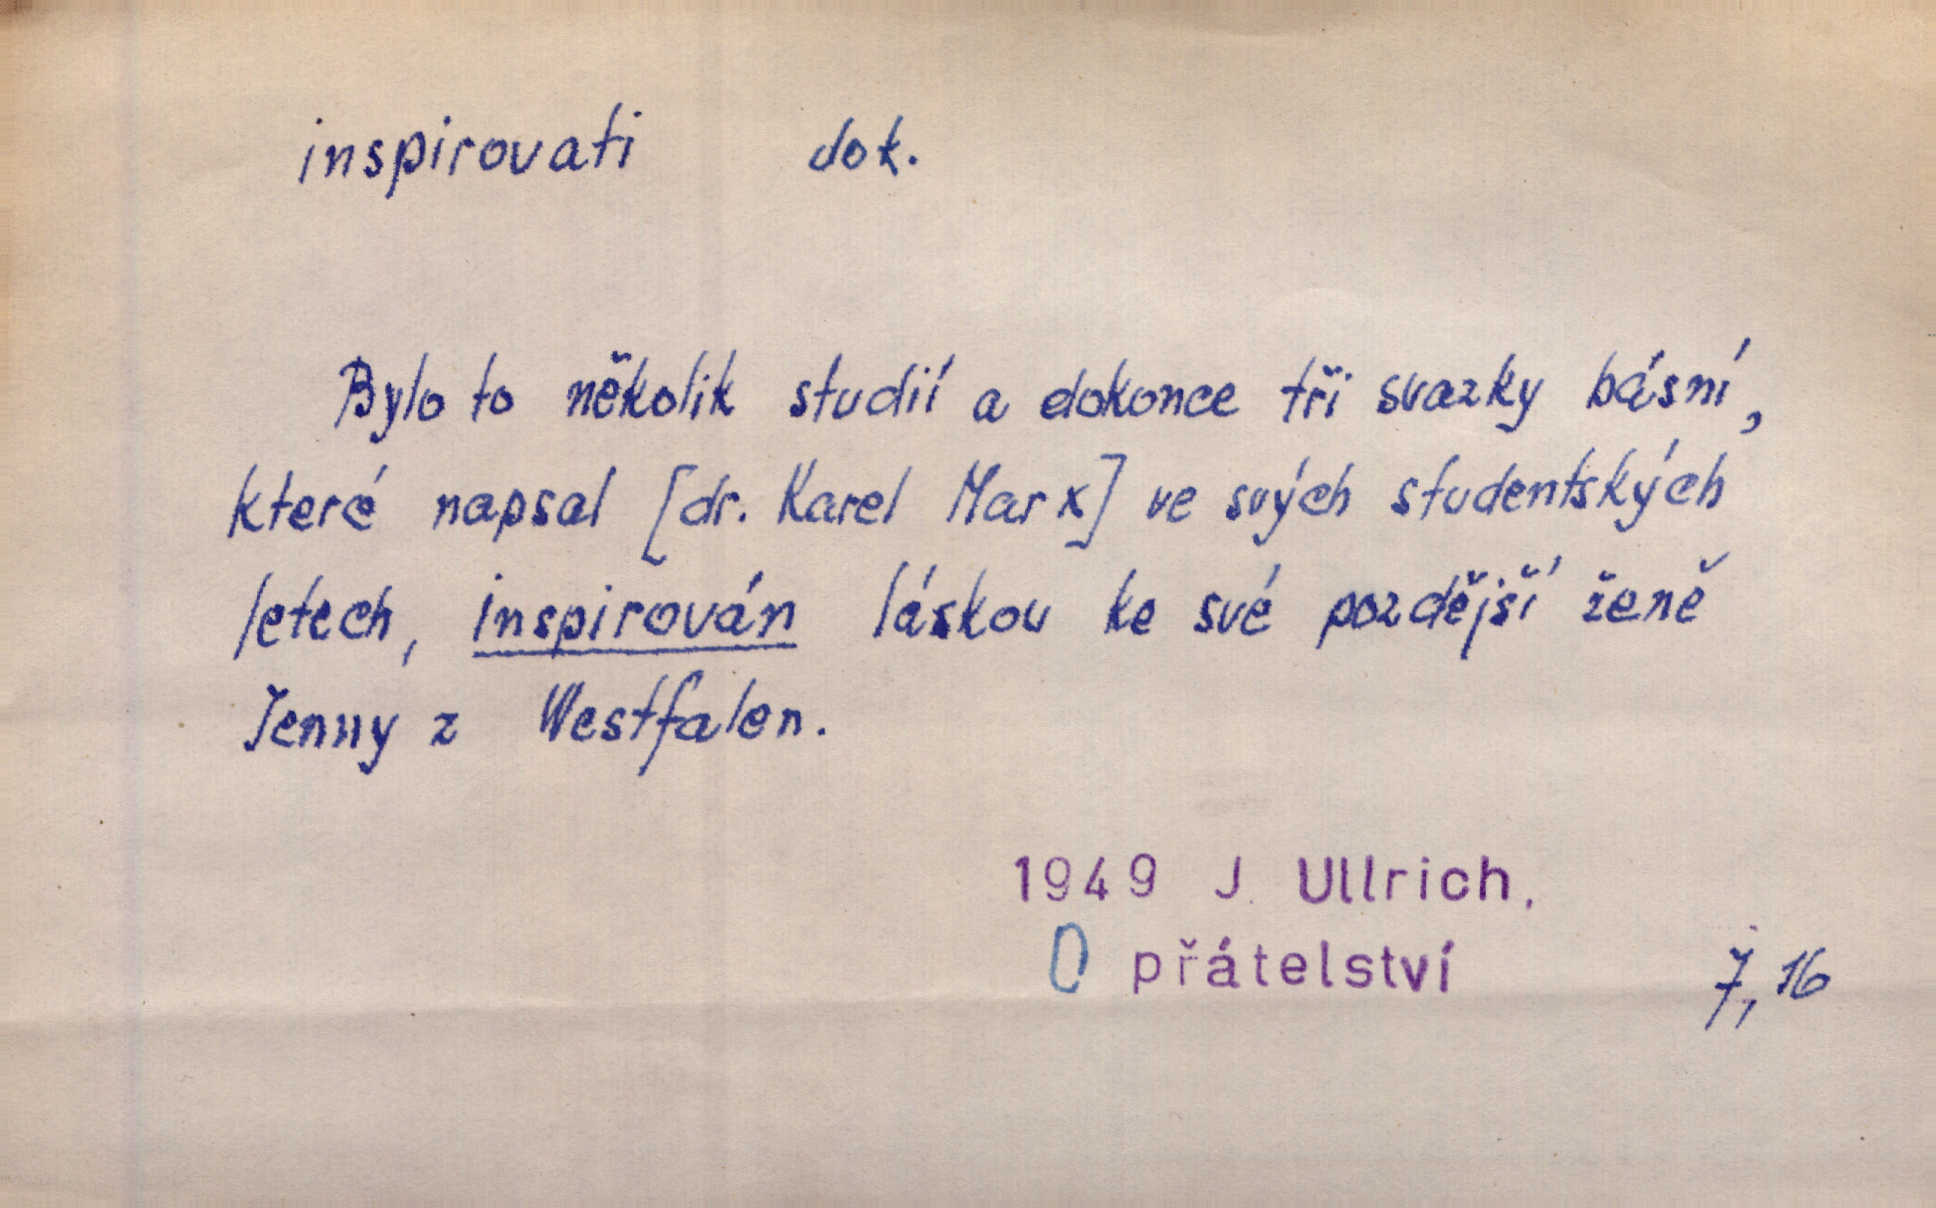 inspirovati dok.
Bylo to několik studií a dokonce tři svazky básní,
které napsal [dr. Karel Marx] ve svých studentských
letech, inspirován láskou ke své pozdější ženě
Jenny z Westfalen.
1949 J. Ullrich,
O přátelství 7,16